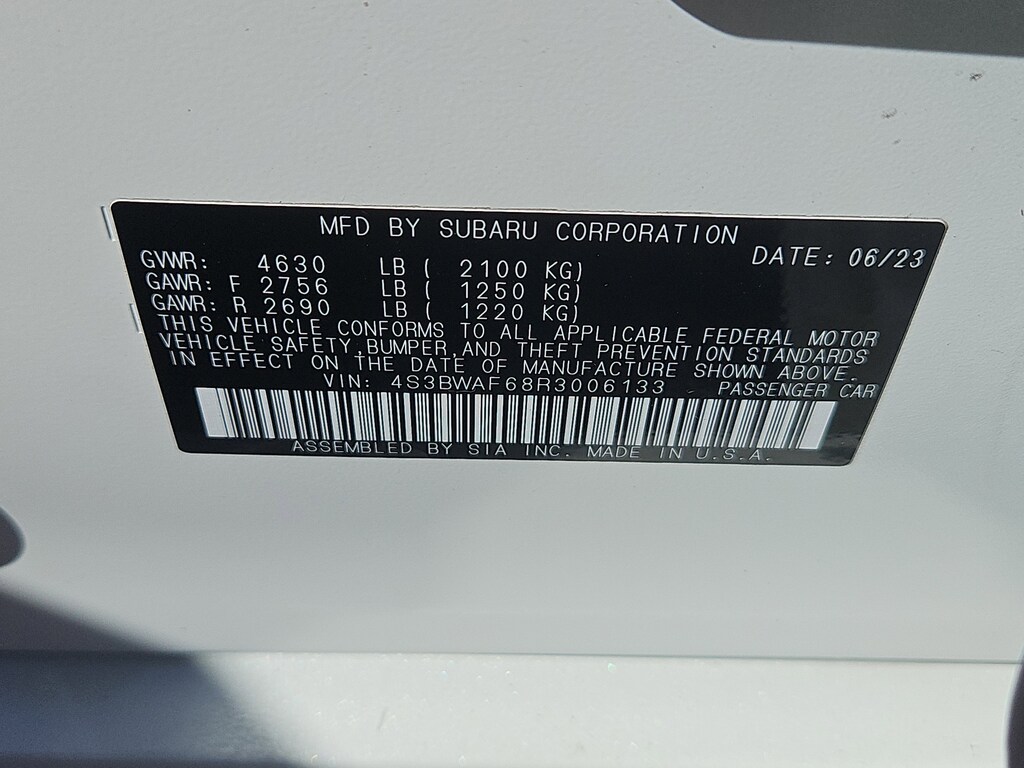 MFD BY SUBARU CORPORATION
DATE: 06/23
GVWR: 4630 LB ( 2100 KG)
GAWR: F 2756 LB ( 1250 KG)
GAWR: R 2690 LB ( 1220 KG)
THIS VEHICLE CONFORMS TO ALL APPLICABLE FEDERAL MOTOR
VEHICLE SAFETY,BUMPER,AND THEFT PREVENTION STANDARDS
IN EFFECT ON THE DATE OF MANUFACTURE SHOWN ABOVE.
VIN: 4S3BWAF68R3006133 PASSENGER CAR
ASSEMBLED BY SIA INC. MADE IN U.S.A.